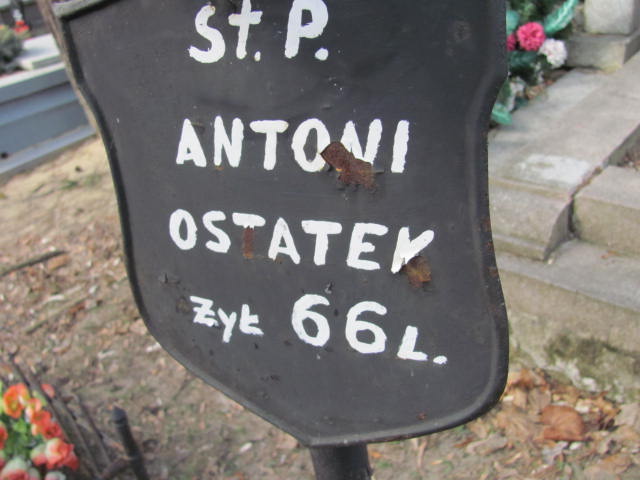 St. P.
ANTONI
OSTATEK
żył 66 L.